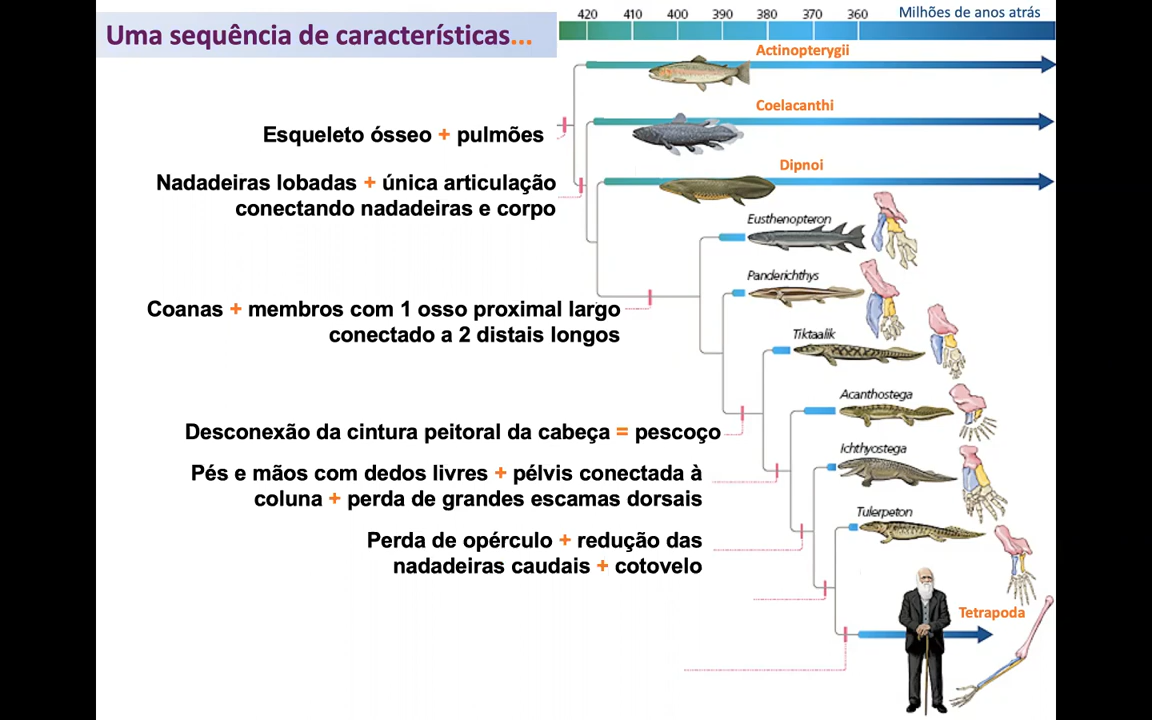 Uma sequência de características...
420 410 400 390 380 370 360 Milhões de anos atrás
Actinopterygii
Coelacanthi
Esqueleto ósseo + pulmões
Dipnoi
Nadadeiras lobadas + única articulação
conectando nadadeiras e corpo
Eusthenopteron
Panderichthys
Coanas + membros com 1 osso proximal largo
conectado a 2 distais longos
Tiktaalik
Acanthostega
Desconexão da cintura peitoral da cabeça = pescoço
Ichthyostega
Pés e mãos com dedos livres + pélvis conectada à
coluna + perda de grandes escamas dorsais
Tulerpeton
Perda de opérculo + redução das
nadadeiras caudais + cotovelo
Tetrapoda